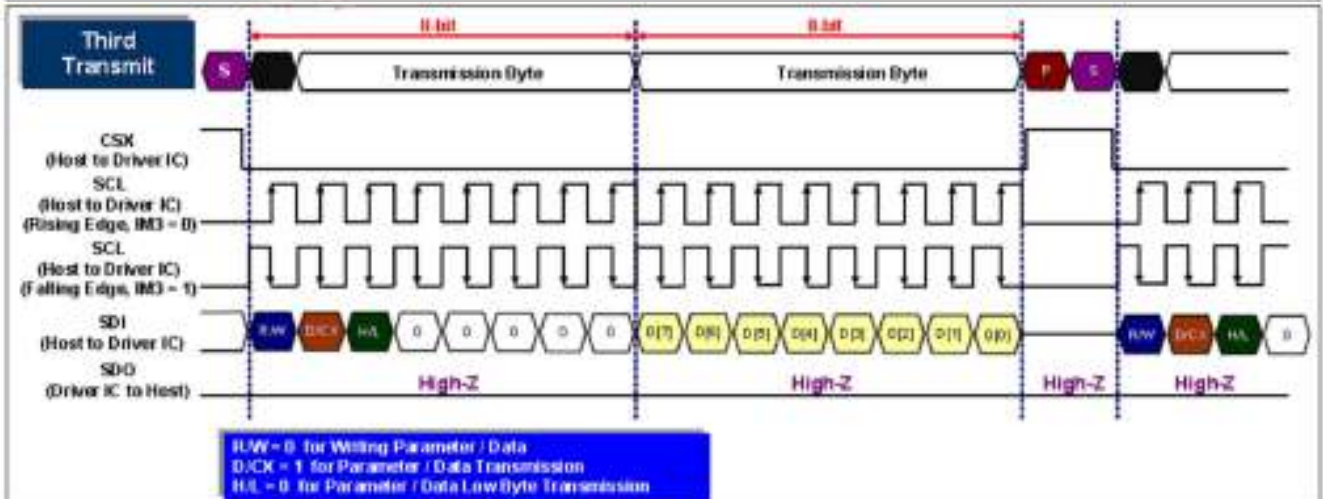 Third
Transmit
8-bit
8-bit
S
Transmission Byte
Transmission Byte
P
S
CSX
(Host to Driver IC)
SCL
(Host to Driver IC)
(Rising Edge, IM3 = 0)
SCL
(Host to Driver IC)
(Falling Edge, IM3 = 1)
SDI
(Host to Driver IC)
R/W
D/CX
H/L
0
0
0
0
0
D[7]
D[6]
D[5]
D[4]
D[3]
D[2]
D[1]
D[0]
R/W
D/CX
H/L
0
SDO
(Driver IC to Host)
High-Z
High-Z
High-Z
High-Z
R/W = 0 for Writting Parameter / Data
D/CX = 1 for Parameter / Data Transmission
H/L = 0 for Parameter / Data Low Byte Transmission